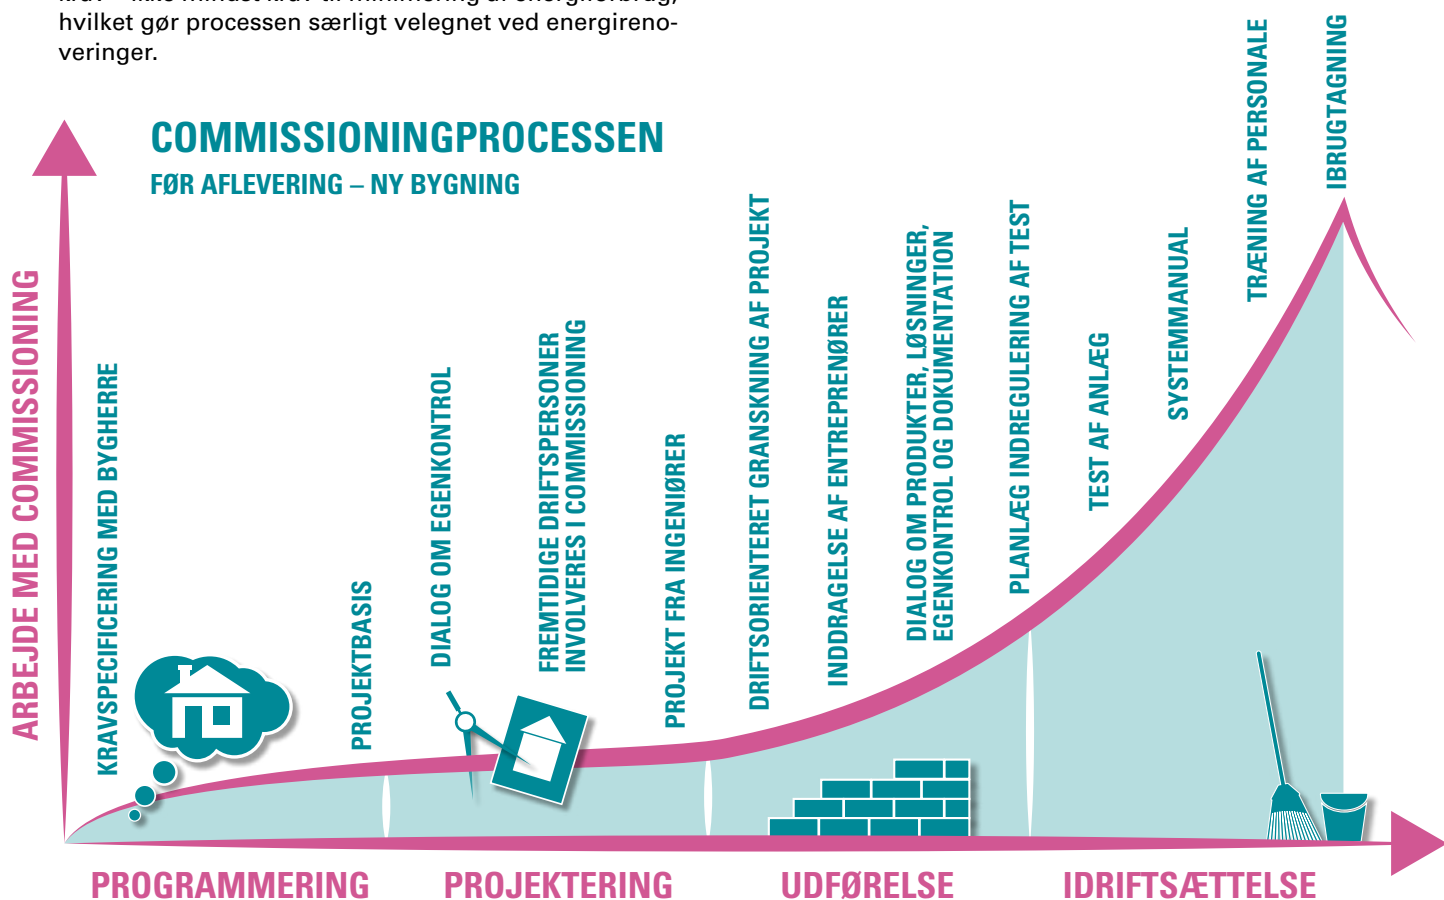 hvilket gør processen særligt velegnet ved energireno-
veringer.
COMMISSIONINGPROCESSEN
FØR AFLEVERING – NY BYGNING
ARBEJDE MED COMMISSIONING
KRAVSPECIFICERING MED BYGHERRE
PROJEKTBASIS
DIALOG OM EGENKONTROL
FREMTIDIGE DRIFTSPERSONER
INVOLVERES I COMMISSIONING
PROJEKT FRA INGENIØRER
DRIFTSORIENTERET GRANSKNING AF PROJEKT
INDDRAGELSE AF ENTREPRENØRER
DIALOG OM PRODUKTER, LØSNINGER,
EGENKONTROL OG DOKUMENTATION
PLANLÆG INDREGULERING AF TEST
TEST AF ANLÆG
SYSTEMMANUAL
TRÆNING AF PERSONALE
IBRUGTAGNING
PROGRAMMERING
PROJEKTERING
UDFØRELSE
IDRIFTSÆTTELSE